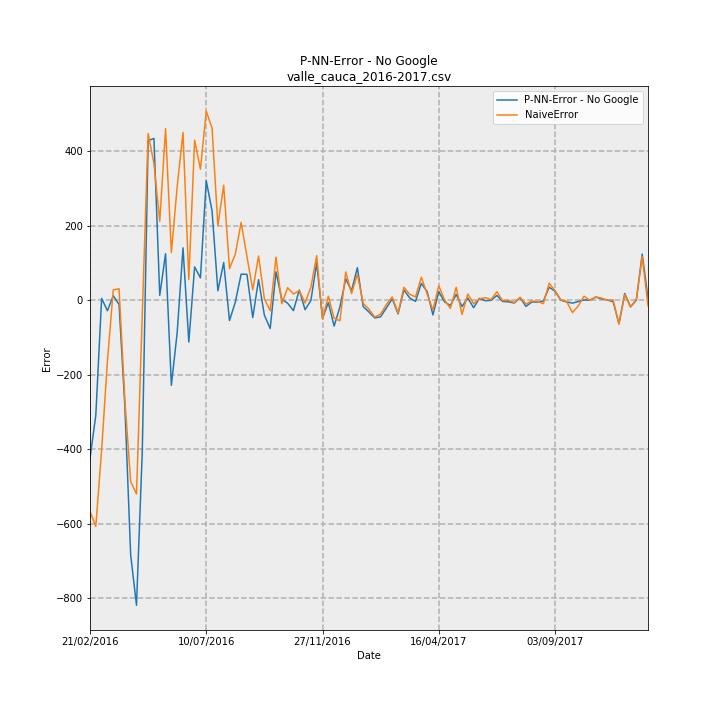 P-NN-Error - No Google
valle_cauca_2016-2017.csv
P-NN-Error - No Google
NaiveError
400
200
0
−200
−400
−600
−800
Error
21/02/2016
10/07/2016
27/11/2016
16/04/2017
03/09/2017
Date